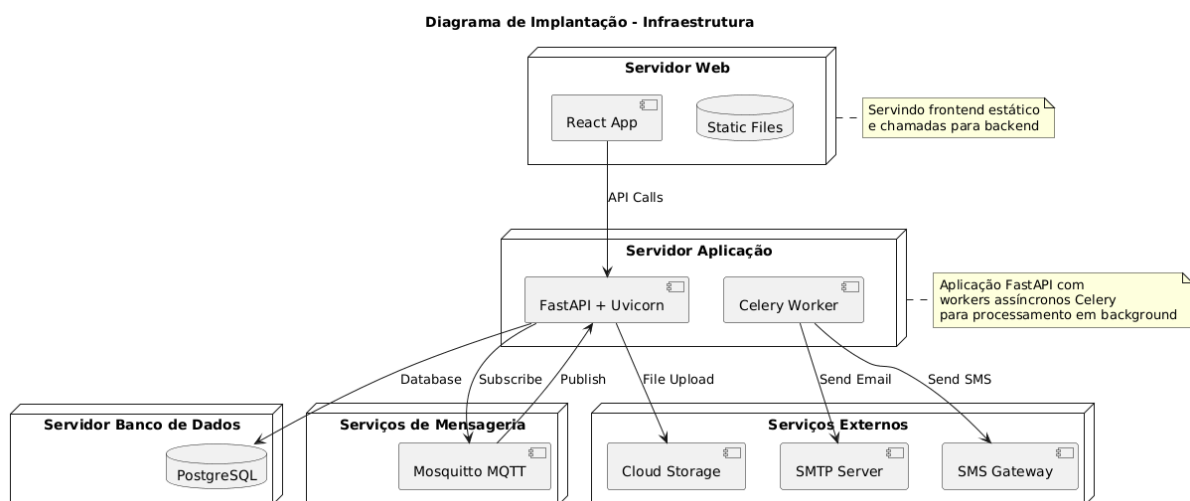 Diagrama de Implantação - Infraestrutura
Servidor Web
React App
Static Files
Servindo frontend estático
e chamadas para backend
API Calls
Servidor Aplicação
FastAPI + Uvicorn
Celery Worker
Aplicação FastAPI com
workers assíncronos Celery
para processamento em background
Database
Subscribe
Publish
File Upload
Send Email
Send SMS
Servidor Banco de Dados
PostgreSQL
Serviços de Mensageria
Mosquitto MQTT
Serviços Externos
Cloud Storage
SMTP Server
SMS Gateway